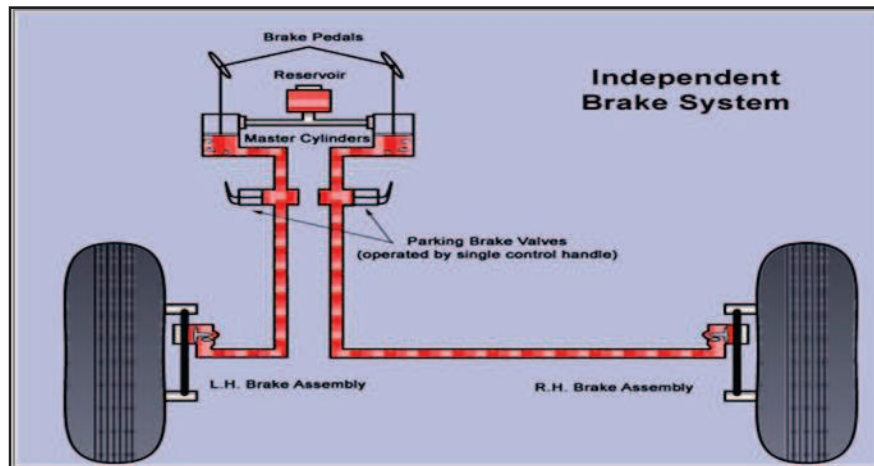 Brake Pedals
Reservoir
Independent
Brake System
Master Cylinders
Parking Brake Valves
(operated by single control handle)
L.H. Brake Assembly
R.H. Brake Assembly